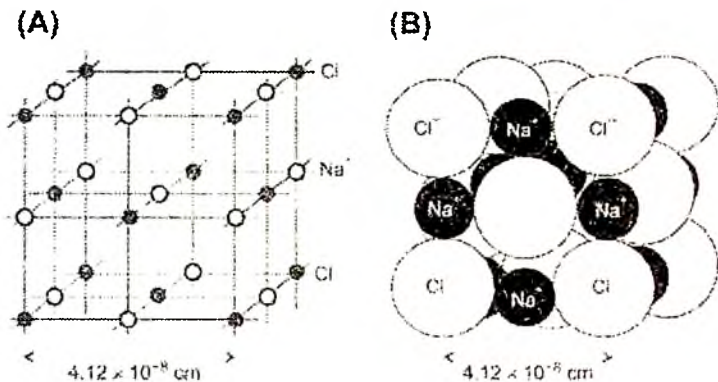 (A)
Cl
Na
Cl
4.12 × 10⁻⁸ cm
(B)
Cl⁻ Na Cl⁻
Na Na
Cl Na Cl
4.12 × 10⁻⁸ cm